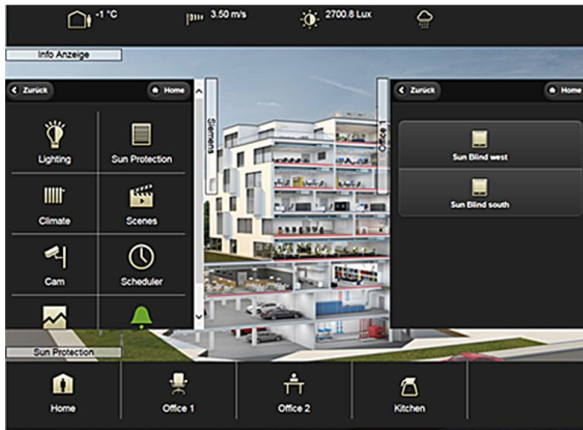 -1 °C
3.50 m/s
2700.8 Lux
Info Anzeige
Zurück
Home
Siemens
Office 1
Zurück
Home
Lighting
Sun Protection
Sun Blind west
Climate
Scenes
Sun Blind south
Cam
Scheduler
Sun Protection
Home
Office 1
Office 2
Kitchen